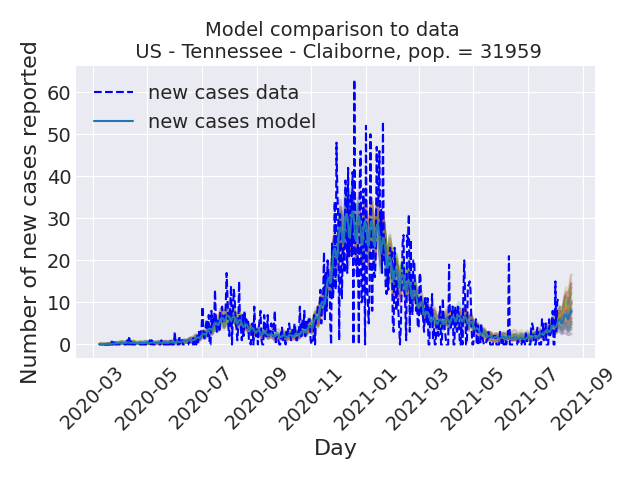 Model comparison to data
US - Tennessee - Claiborne, pop. = 31959
Number of new cases reported
60
50
40
30
20
10
0
new cases data
new cases model
2020-03
2020-05
2020-07
2020-09
2020-11
2021-01
2021-03
2021-05
2021-07
2021-09
Day